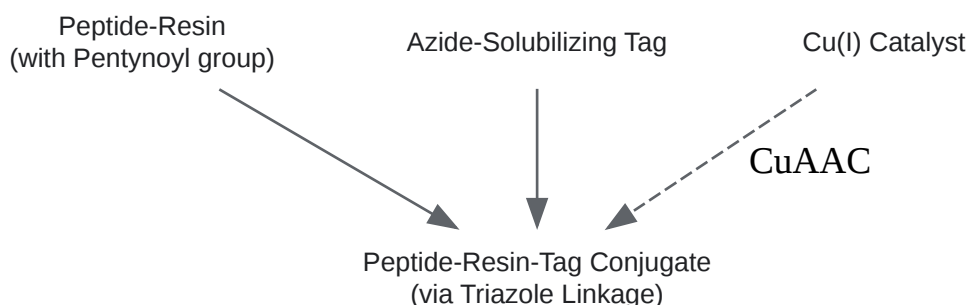 Peptide-Resin
(with Pentynoyl group)
Azide-Solubilizing Tag
Cu(I) Catalyst
CuAAC
Peptide-Resin-Tag Conjugate
(via Triazole Linkage)